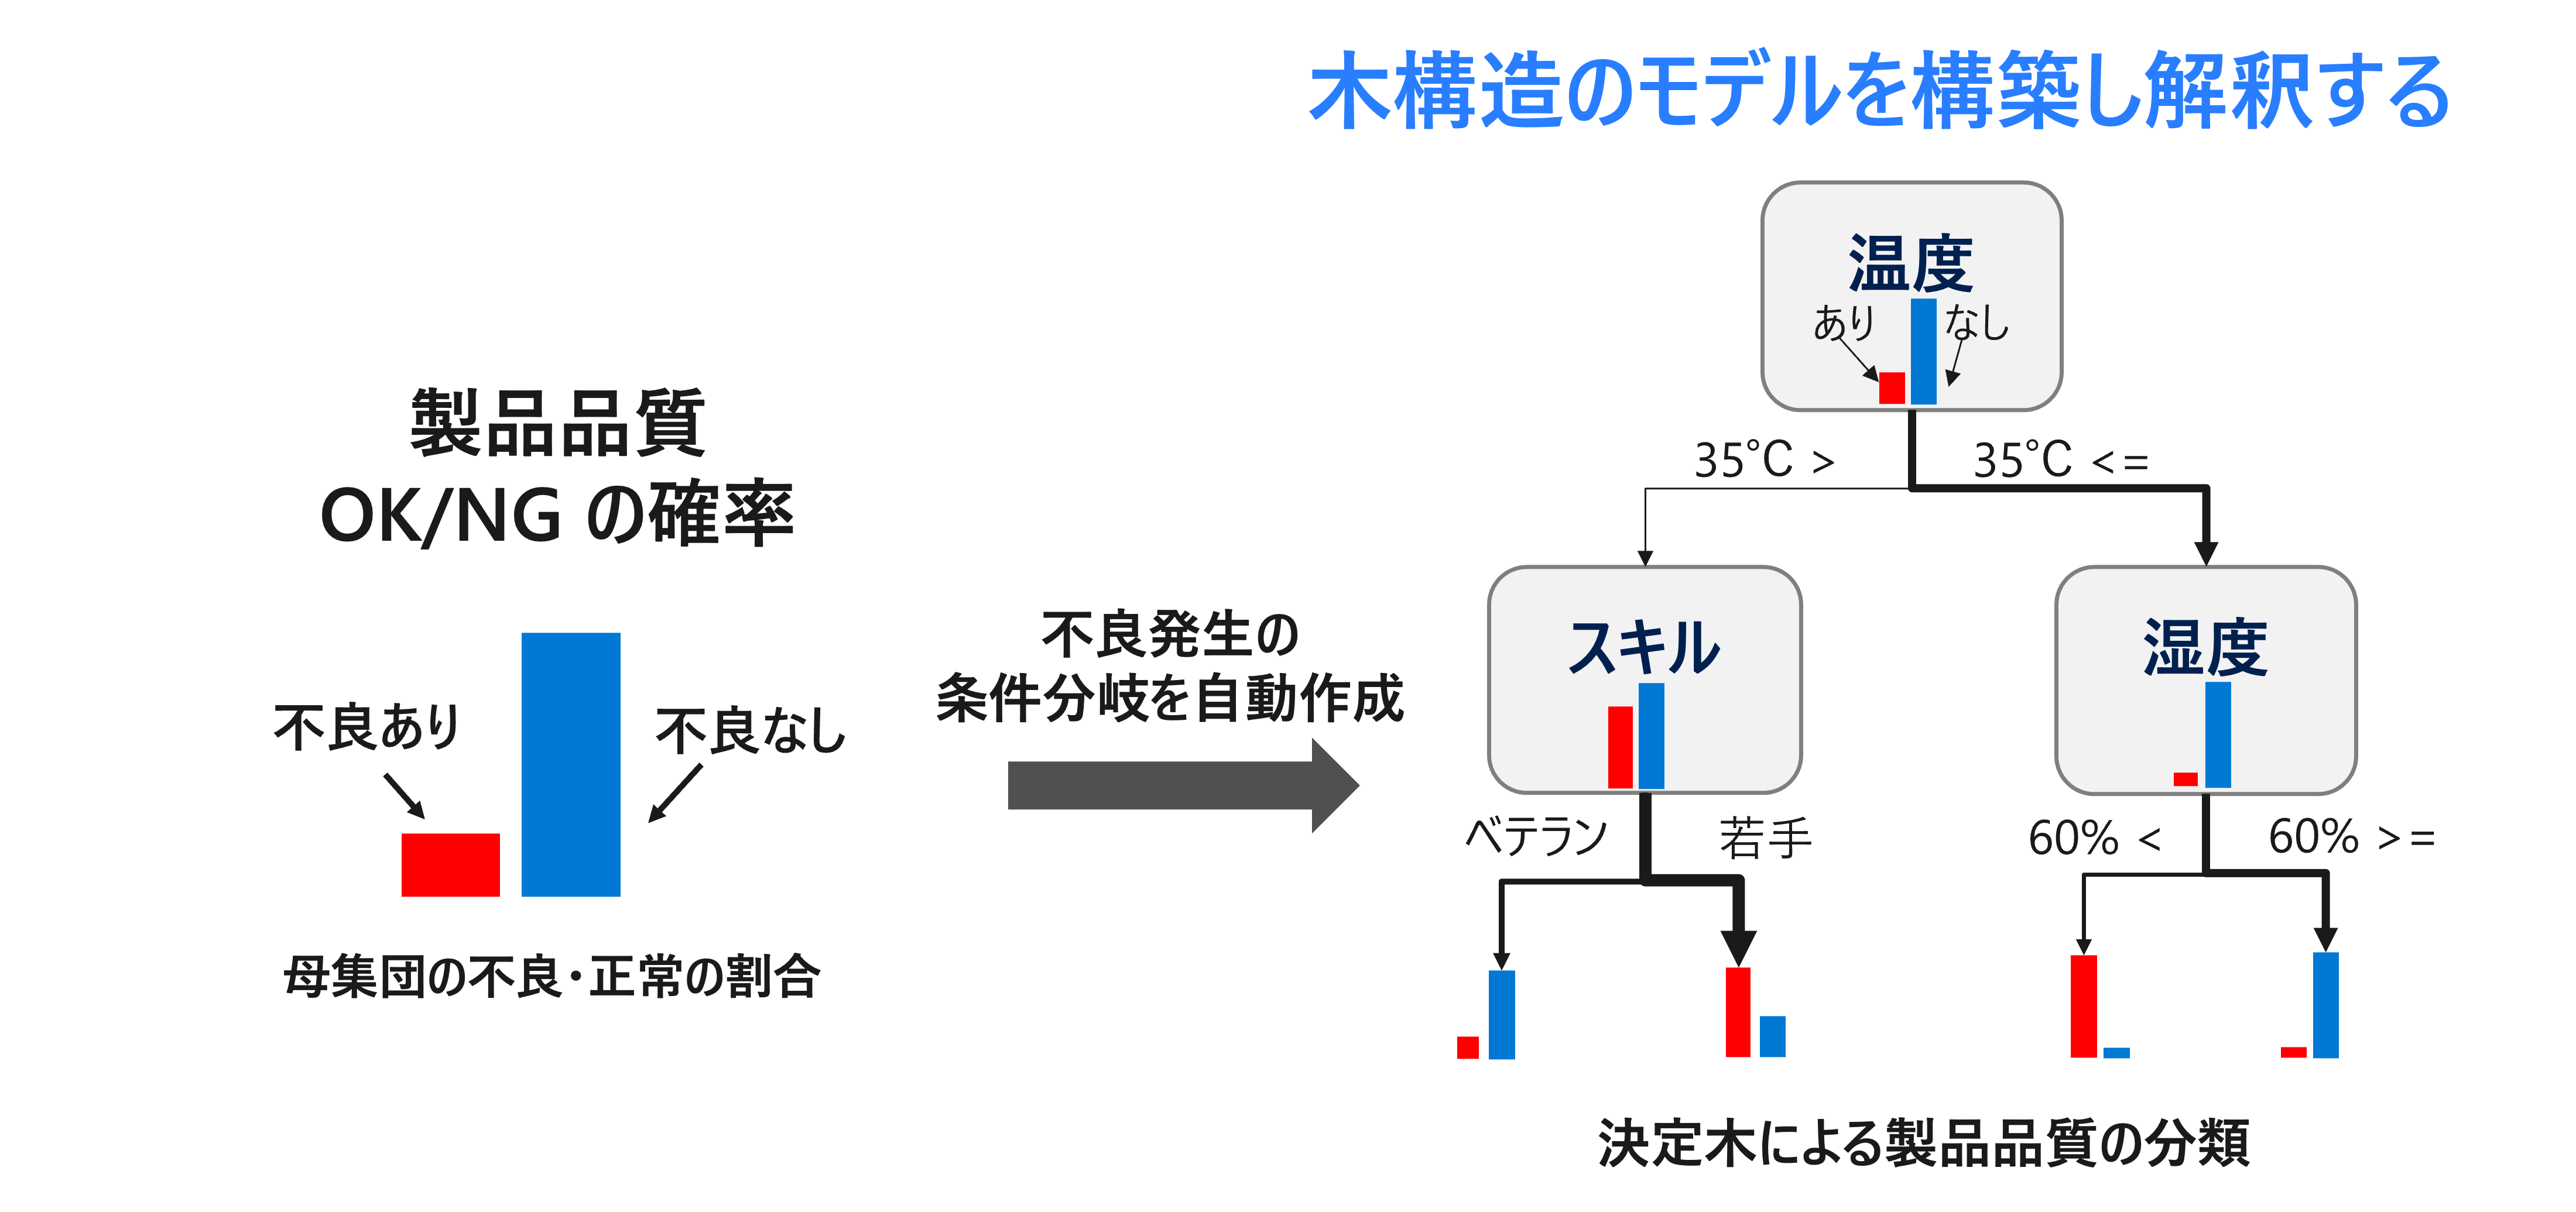 木構造のモデルを構築し解釈する
製品品質
OK/NG の確率
不良あり
不良なし
母集団の不良・正常の割合
不良発生の
条件分岐を自動作成
温度
あり
なし
35℃ >
35℃ <=
スキル
湿度
ベテラン
若手
60% <
60% >=
決定木による製品品質の分類